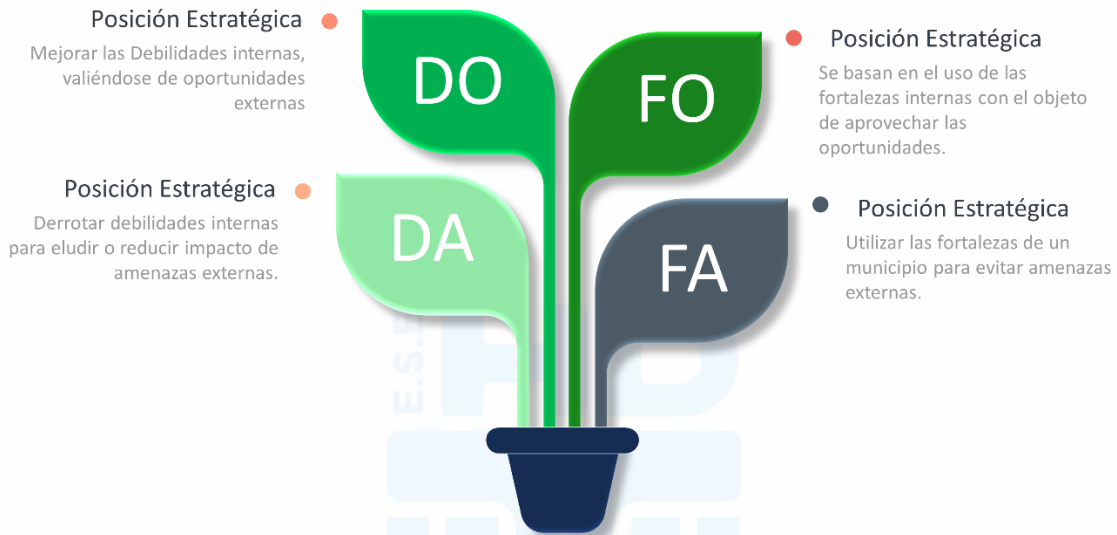 Posición Estratégica
Mejorar las Debilidades internas,
valiéndose de oportunidades
externas
DO
FO
Posición Estratégica
Se basan en el uso de las
fortalezas internas con el objeto
de aprovechar las
oportunidades.
Posición Estratégica
Derrotar debilidades internas
para eludir o reducir impacto de
amenazas externas.
DA
FA
Posición Estratégica
Utilizar las fortalezas de un
municipio para evitar amenazas
externas.